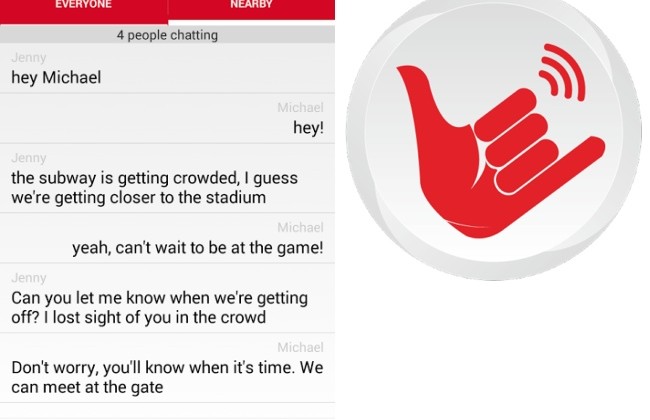 EVERYONE NEARBY
4 people chatting
Jenny
hey Michael
Michael
hey!
Jenny
the subway is getting crowded, I guess
we're getting closer to the stadium
Michael
yeah, can't wait to be at the game!
Jenny
Can you let me know when we're getting
off? I lost sight of you in the crowd
Michael
Don't worry, you'll know when it's time. We
can meet at the gate